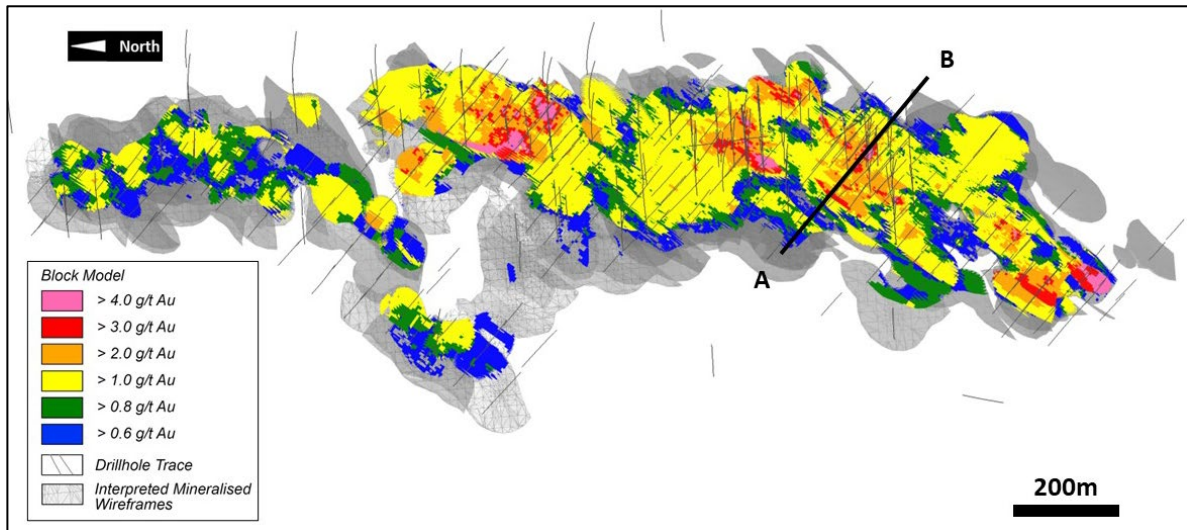 North
B
A
Block Model
> 4.0 g/t Au
> 3.0 g/t Au
> 2.0 g/t Au
> 1.0 g/t Au
> 0.8 g/t Au
> 0.6 g/t Au
Drillhole Trace
Interpreted Mineralised
Wireframes
200m